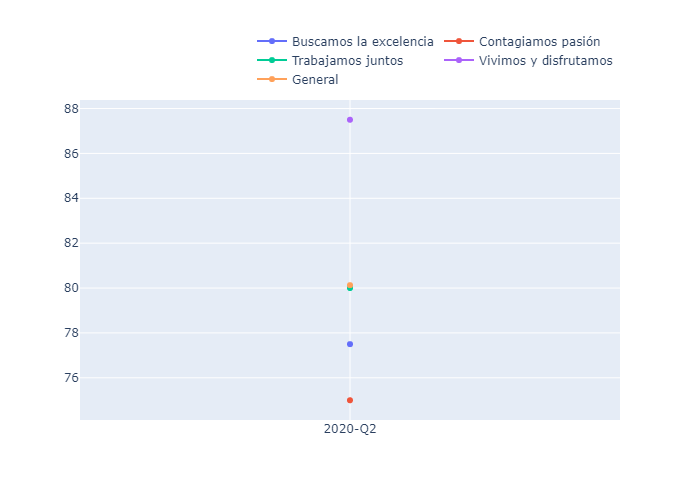 Buscamos la excelencia Contagiamos pasión
Trabajamos juntos Vivimos y disfrutamos
General
88
86
84
82
80
78
76
2020-Q2